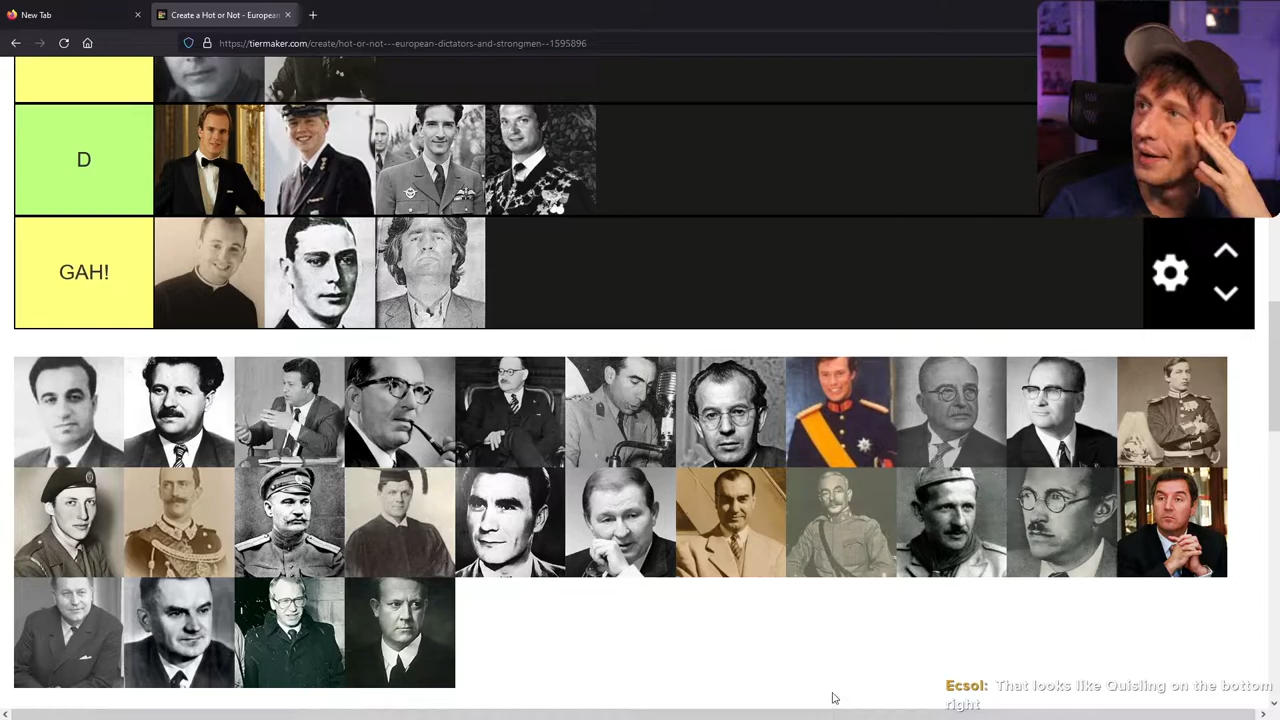 New Tab
Create a Hot or Not - European
https://tiermaker.com/create/hot-or-not---european-dictators-and-strongmen--1595896
D
GAH!
Ecsol: That looks like Quisling on the bottom
right